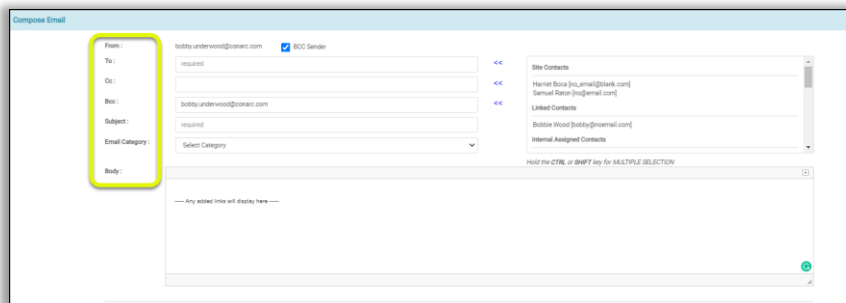 Compose Email
From : bobby.underwood@conarc.com BCC Sender
To : required <<
Cc : <<
Bcc : bobby.underwood@conarc.com <<
Subject : required
Email Category : Select Category
Site Contacts
Harriet Boca [no_email@blank.com]
Samuel Raton [no@email.com]
Linked Contacts
Bobbie Wood [bobby@noemail.com]
Internal Assigned Contacts
Hold the CTRL or SHIFT key for MULTIPLE SELECTION
Body :
---- Any added links will display here ----